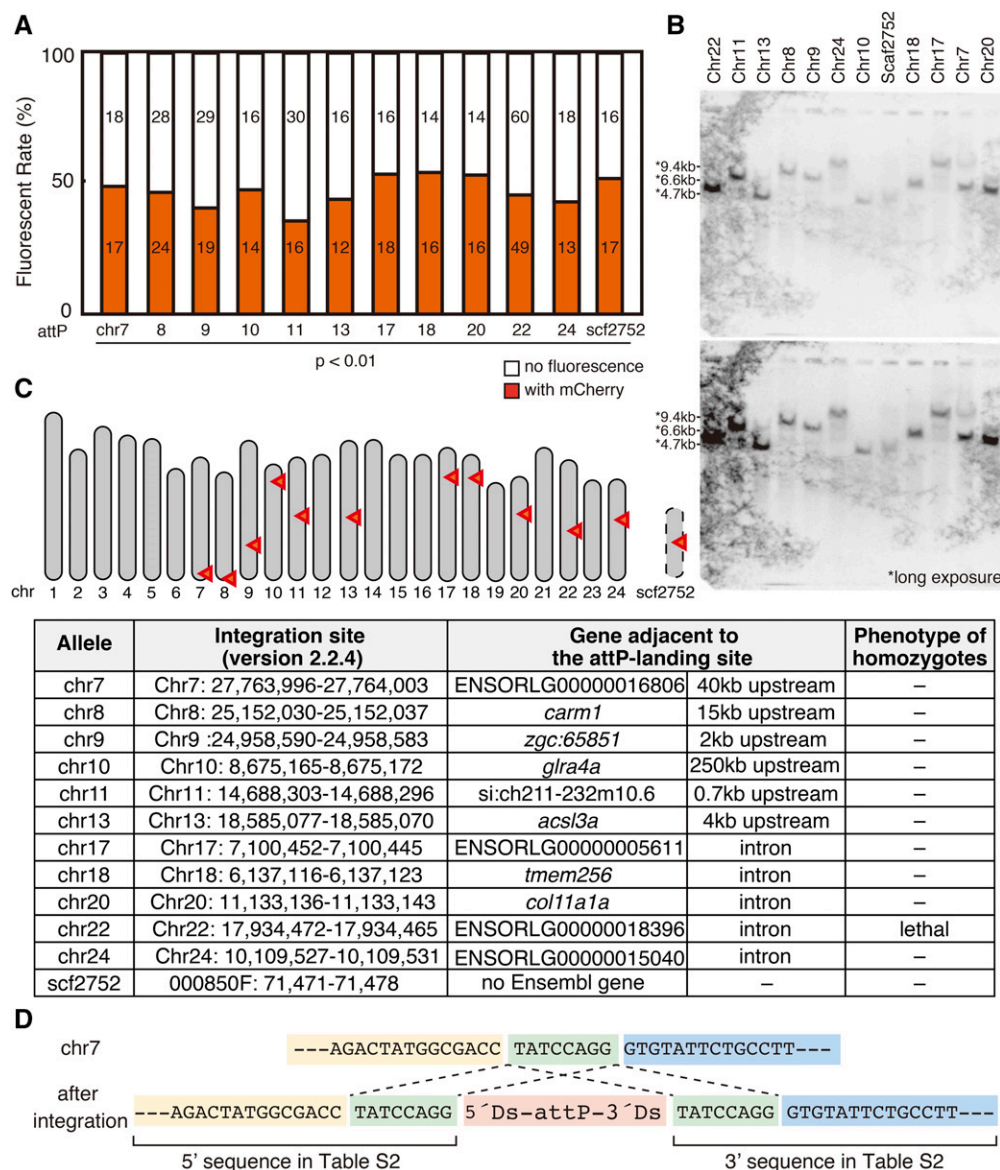 A
100
50
0
Fluorescent Rate (%)
18 28 29 16 30 16 16 14 14 60 18 16
17 24 19 14 16 12 18 16 16 49 13 17
attP chr7 8 9 10 11 13 17 18 20 22 24 scf2752
p < 0.01
no fluorescence
with mCherry
B
Chr22 Chr11 Chr13 Chr8 Chr9 Chr24 Chr10 Scaf2752 Chr18 Chr17 Chr7 Chr20
*9.4kb
*6.6kb
*4.7kb
*9.4kb
*6.6kb
*4.7kb
*long exposure
C
chr 1 2 3 4 5 6 7 8 9 10 11 12 13 14 15 16 17 18 19 20 21 22 23 24 scf2752
Allele Integration site (version 2.2.4) Gene adjacent to the attP-landing site Phenotype of homozygotes
chr7 Chr7: 27,763,996-27,764,003 ENSORLG00000016806 40kb upstream –
chr8 Chr8: 25,152,030-25,152,037 carm1 15kb upstream –
chr9 Chr9 :24,958,590-24,958,583 zgc:65851 2kb upstream –
chr10 Chr10: 8,675,165-8,675,172 glra4a 250kb upstream –
chr11 Chr11: 14,688,303-14,688,296 si:ch211-232m10.6 0.7kb upstream –
chr13 Chr13: 18,585,077-18,585,070 acsl3a 4kb upstream –
chr17 Chr17: 7,100,452-7,100,445 ENSORLG00000005611 intron –
chr18 Chr18: 6,137,116-6,137,123 tmem256 intron –
chr20 Chr20: 11,133,136-11,133,143 col11a1a intron –
chr22 Chr22: 17,934,472-17,934,465 ENSORLG00000018396 intron lethal
chr24 Chr24: 10,109,527-10,109,531 ENSORLG00000015040 intron –
scf2752 000850F: 71,471-71,478 no Ensembl gene – –
D
chr7 ---AGACTATGGCGACC TATCCAGG GTGTATTCTGCCTT---
after integration ---AGACTATGGCGACC TATCCAGG 5´Ds-attP-3´Ds TATCCAGG GTGTATTCTGCCTT---
5' sequence in Table S2 3' sequence in Table S2